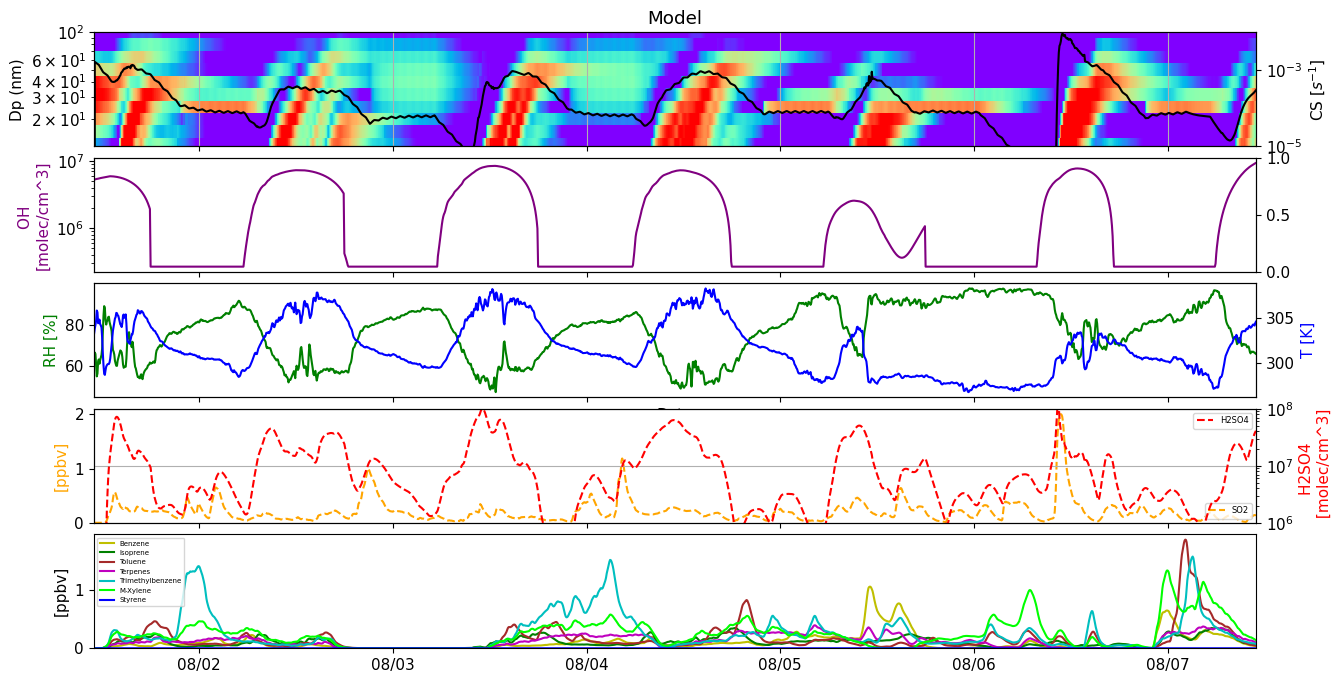 Model
10²
6 × 10¹
4 × 10¹
3 × 10¹
2 × 10¹
Dp (nm)
10⁻³
10⁻⁵
CS [s⁻¹]
10⁷
10⁶
OH
[molec/cm^3]
1.0
0.5
0.0
80
60
RH [%]
305
300
T [K]
2
1
0
[ppbv]
H2SO4
SO2
10⁸
10⁷
10⁶
H2SO4
[molec/cm^3]
1
0
[ppbv]
Benzene
Isoprene
Toluene
Terpenes
Trimethylbenzene
M-Xylene
Styrene
08/02
08/03
08/04
08/05
08/06
08/07